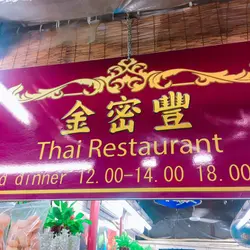 金密豐
Thai Restaurant
dinner 12.00-14.00 18.00